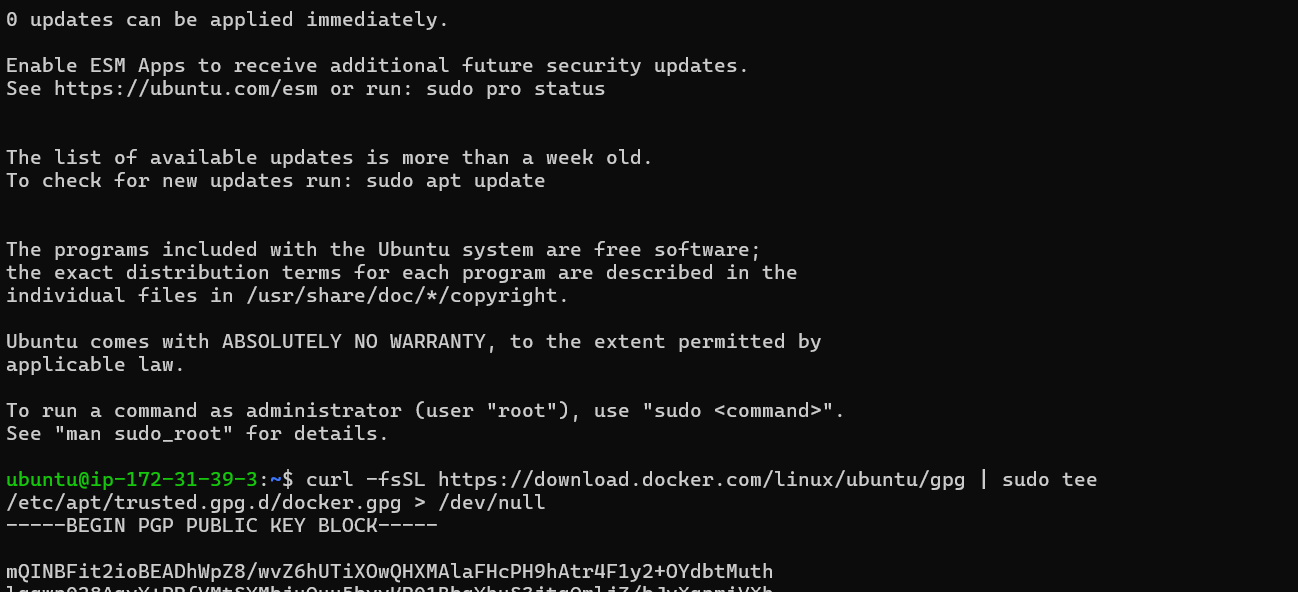 0 updates can be applied immediately.
Enable ESM Apps to receive additional future security updates.
See https://ubuntu.com/esm or run: sudo pro status
The list of available updates is more than a week old.
To check for new updates run: sudo apt update
The programs included with the Ubuntu system are free software;
the exact distribution terms for each program are described in the
individual files in /usr/share/doc/*/copyright.
Ubuntu comes with ABSOLUTELY NO WARRANTY, to the extent permitted by
applicable law.
To run a command as administrator (user "root"), use "sudo <command>".
See "man sudo_root" for details.
ubuntu@ip-172-31-39-3:~$ curl -fsSL https://download.docker.com/linux/ubuntu/gpg | sudo tee
/etc/apt/trusted.gpg.d/docker.gpg > /dev/null
-----BEGIN PGP PUBLIC KEY BLOCK-----
mQINBFit2ioBEADhWpZ8/wvZ6hUTiXOwQHXMAlaFHcPH9hAtr4F1y2+OYdbtMuth